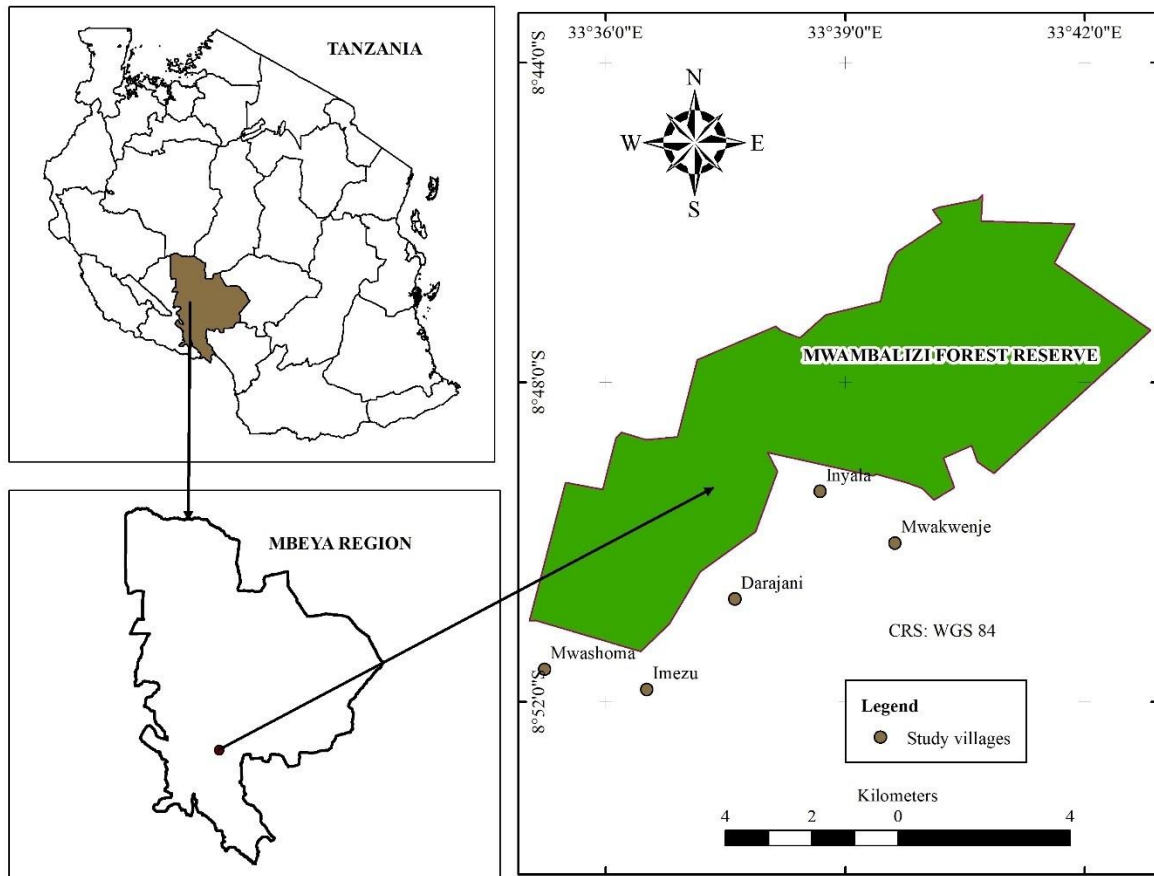 TANZANIA
MBEYA REGION
33°36'0"E 33°39'0"E 33°42'0"E
8°44'0"S
8°48'0"S
8°52'0"S
N
W E
S
MWAMBALIZI FOREST RESERVE
Inyala
Mwakwenje
Darajani
Mwashoma
Imezu
CRS: WGS 84
Legend
Study villages
Kilometers
4 2 0 4